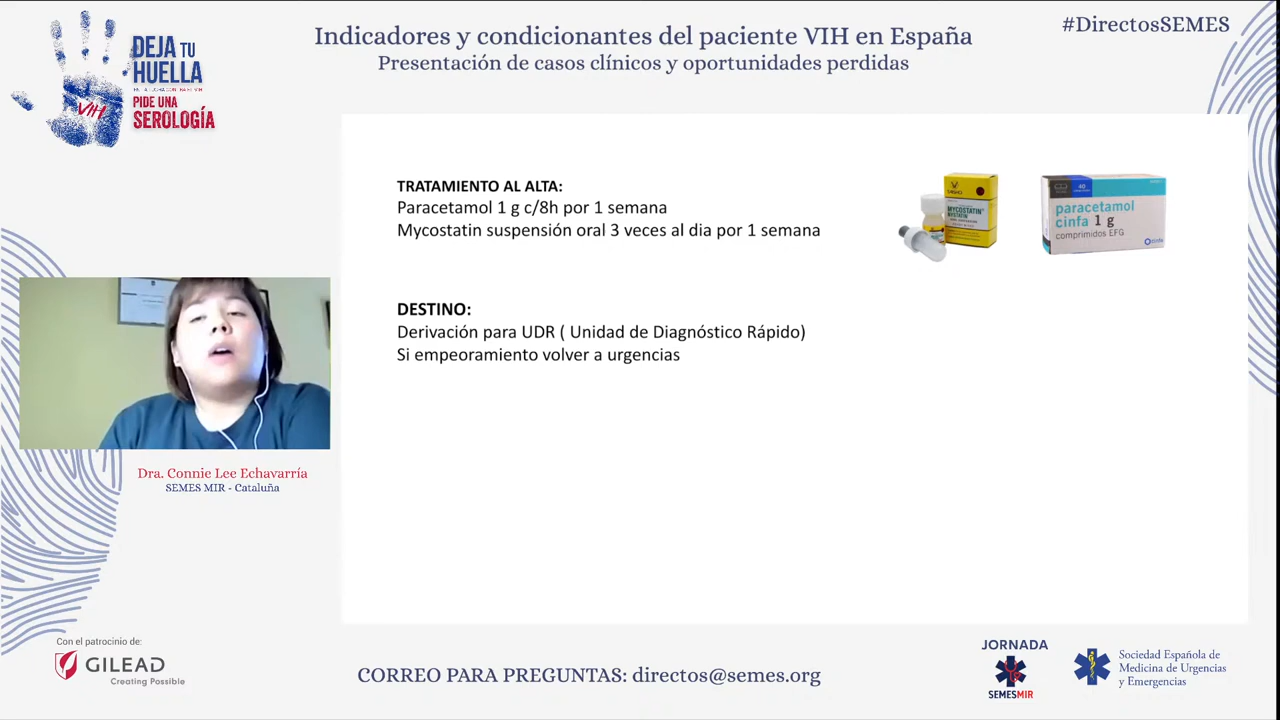 Indicadores y condicionantes del paciente VIH en España
Presentación de casos clínicos y oportunidades perdidas
#DirectosSEMES
DEJA TU
HUELLA
PIDE UNA
SEROLOGÍA
VIH
TRATAMIENTO AL ALTA:
Paracetamol 1 g c/8h por 1 semana
Mycostatin suspensión oral 3 veces al dia por 1 semana
MYCOSTATIN
NYSTATIN
40
paracetamol
cinfa 1 g
comprimidos EFG
cinfa
DESTINO:
Derivación para UDR ( Unidad de Diagnóstico Rápido)
Si empeoramiento volver a urgencias
Dra. Connie Lee Echavarría
SEMES MIR - Cataluña
Con el patrocinio de:
GILEAD
Creating Possible
CORREO PARA PREGUNTAS: directos@semes.org
JORNADA
SEMESMIR
Sociedad Española de
Medicina de Urgencias
y Emergencias